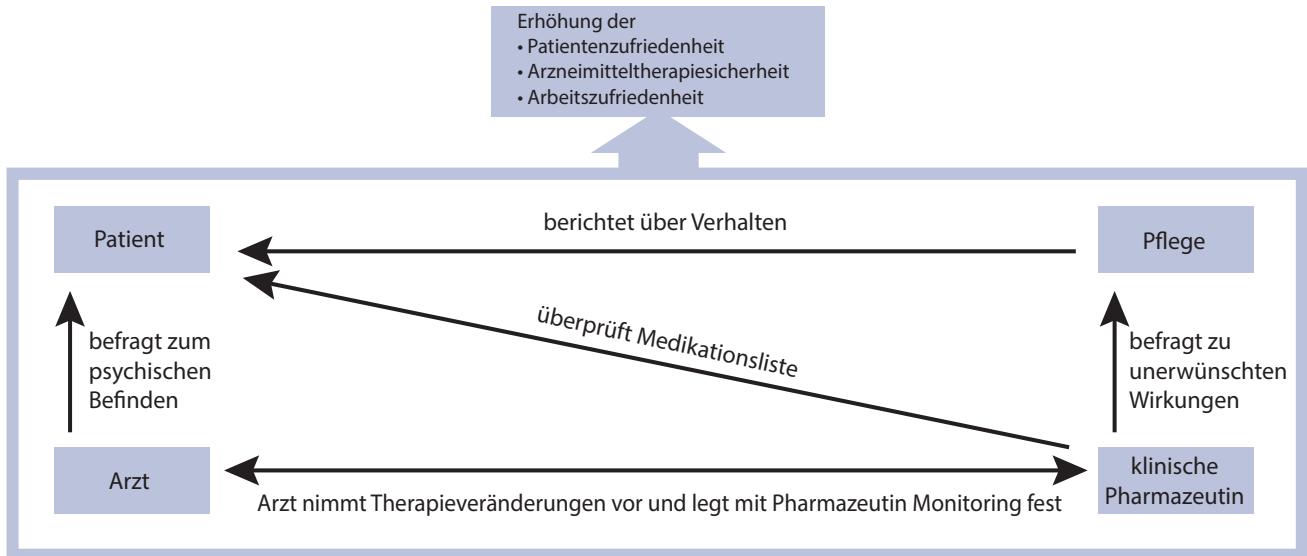 Erhöhung der
• Patientenzufriedenheit
• Arzneimitteltherapiesicherheit
• Arbeitszufriedenheit
Patient
berichtet über Verhalten
Pflege
überprüft Medikationsliste
befragt zum
psychischen
Befinden
befragt zu
unerwünschten
Wirkungen
Arzt
klinische
Pharmazeutin
Arzt nimmt Therapieveränderungen vor und legt mit Pharmazeutin Monitoring fest